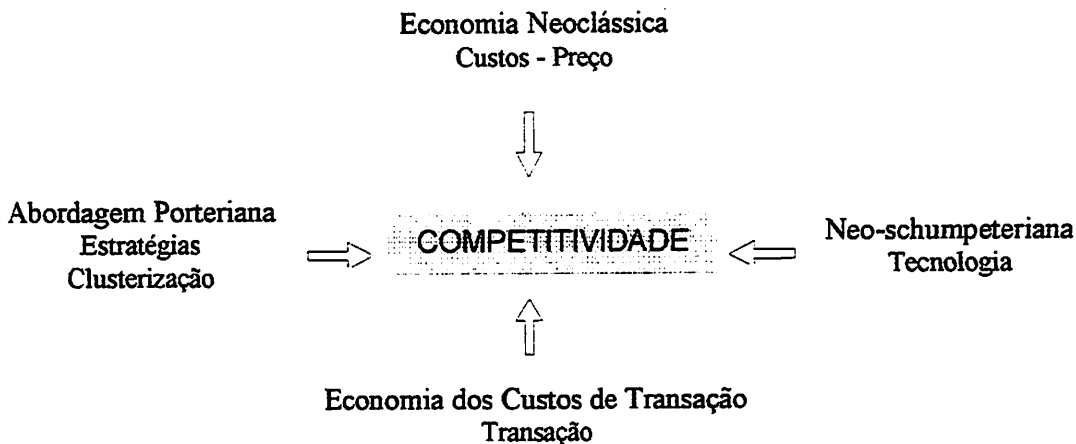 Economia Neoclássica
Custos - Preço
Abordagem Porteriana
Estratégias
Clusterização
COMPETITIVIDADE
Neo-schumpeteriana
Tecnologia
Economia dos Custos de Transação
Transação